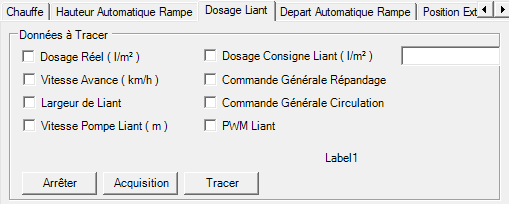 Chauffe Hauteur Automatique Rampe Dosage Liant Depart Automatique Rampe Position Ext
Données à Tracer
Dosage Réel ( l/m² ) Dosage Consigne Liant ( l/m² )
Vitesse Avance ( km/h ) Commande Générale Répandage
Largeur de Liant Commande Générale Circulation
Vitesse Pompe Liant ( m ) PWM Liant
Label1
Arrêter Acquisition Tracer